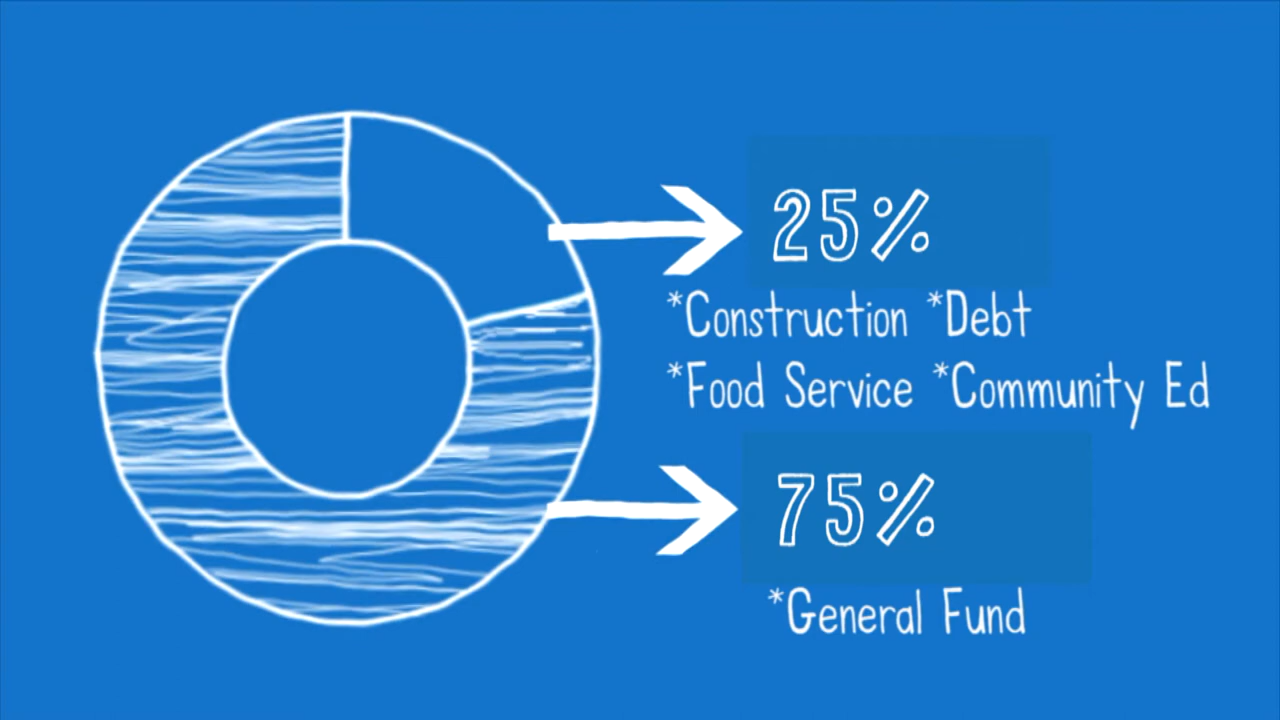 25%
*Construction *Debt
*Food Service *Community Ed
75%
*General Fund